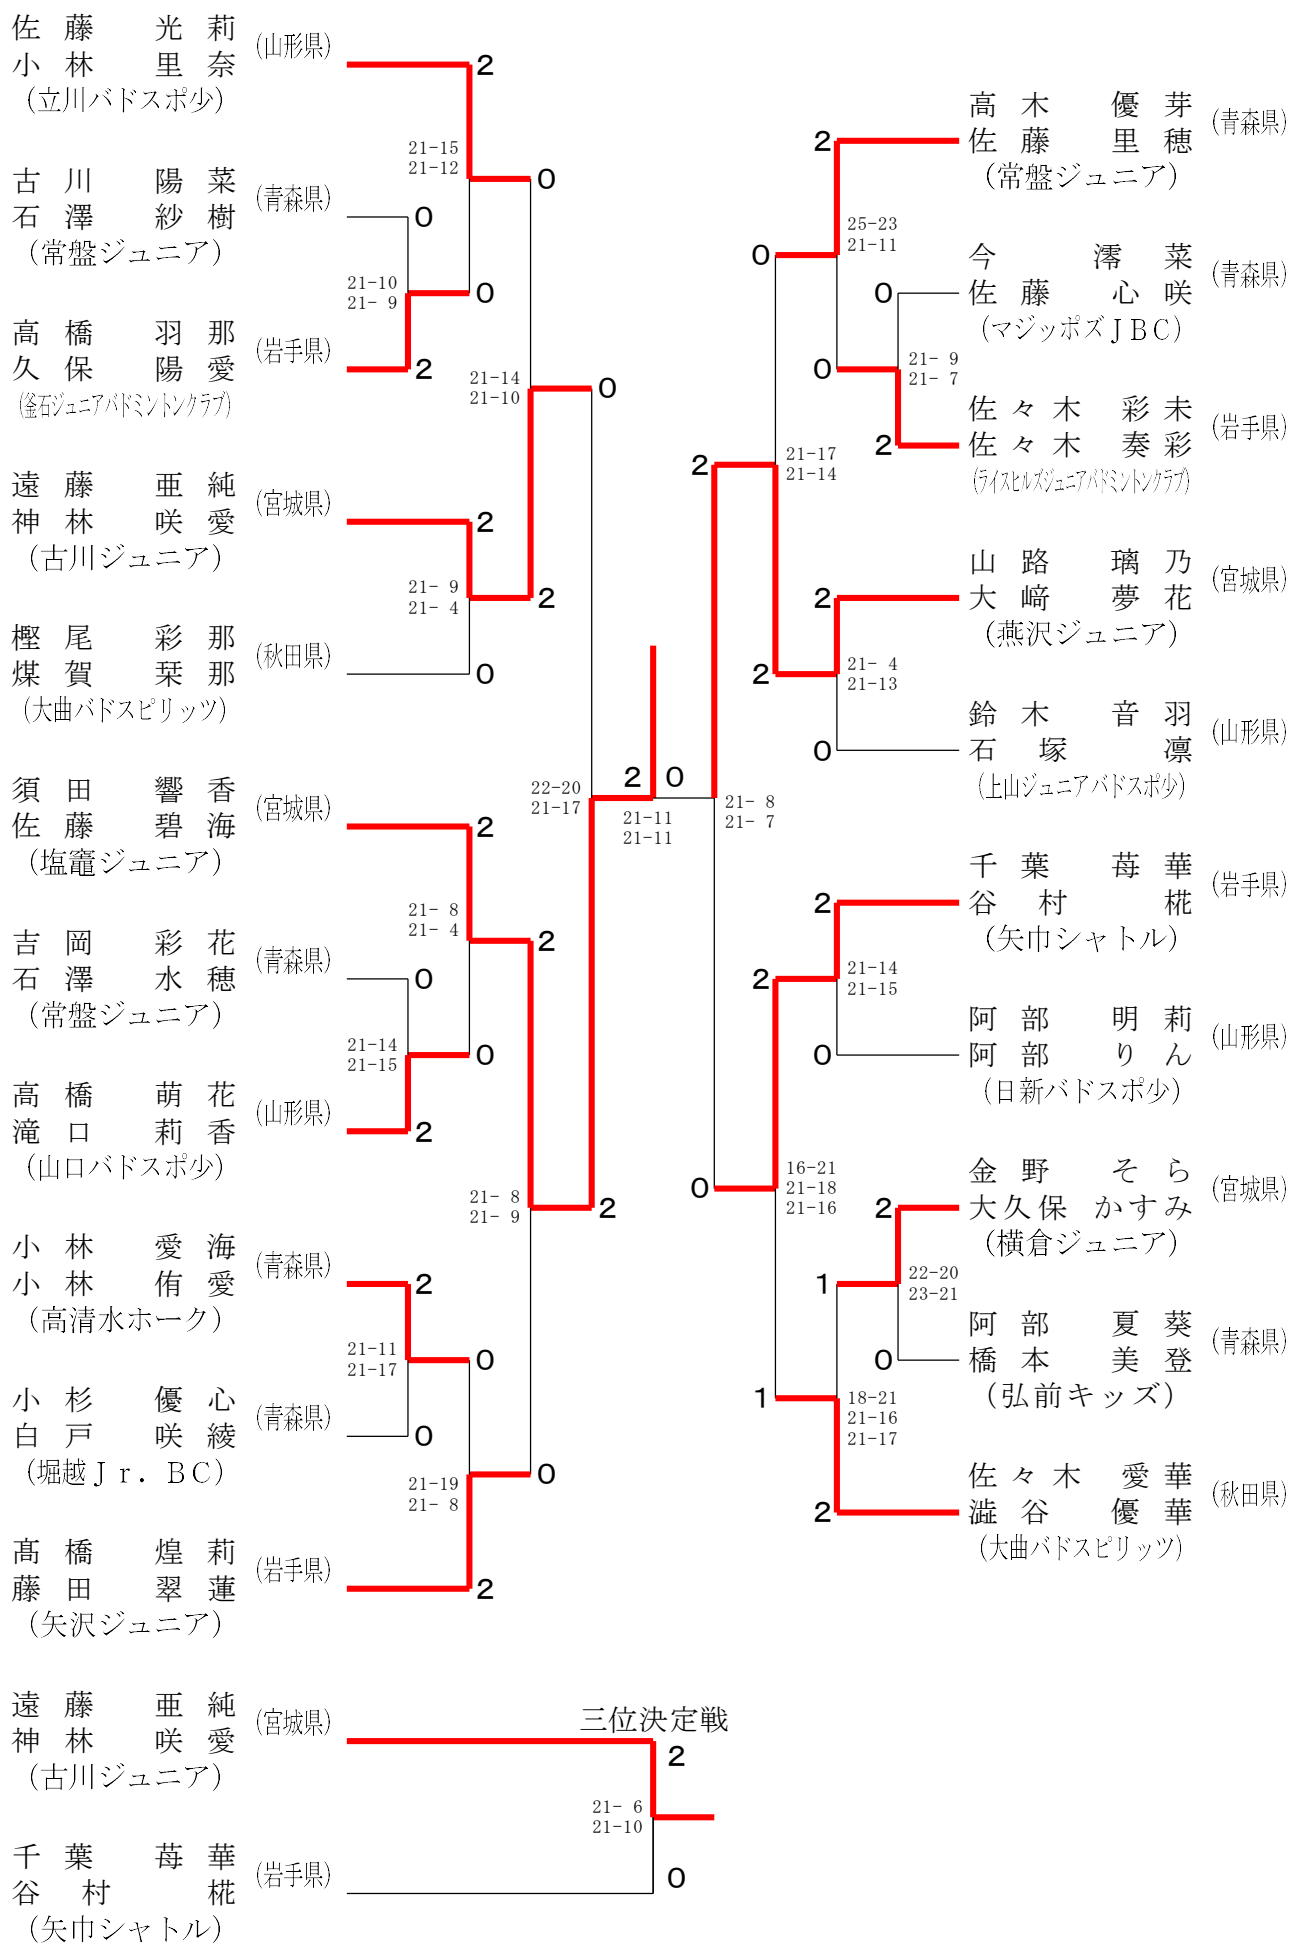 佐藤 光莉
小林 里奈
(山形県)
(立川バドスポ少)
2
21-15
21-12
0
古川 陽菜
石澤 紗樹
(青森県)
(常盤ジュニア)
0
21-10
21- 9
0
高橋 羽那
久保 陽愛
(岩手県)
(釜石ジュニアバドミントンクラブ)
2
21-14
21-10
0
遠藤 亜純
神林 咲愛
(宮城県)
(古川ジュニア)
2
21- 9
21- 4
2
樫尾 彩那
煤賀 栞那
(秋田県)
(大曲バドスピリッツ)
0
須田 響香
佐藤 碧海
(宮城県)
(塩竈ジュニア)
2
22-20
21-17
21- 8
21- 4
2
吉岡 彩花
石澤 水穂
(青森県)
(常盤ジュニア)
0
21-14
21-15
0
高橋 萌花
滝口 莉香
(山形県)
(山口バドスポ少)
2
21- 8
21- 9
2
小林 愛海
小林 侑愛
(青森県)
(高清水ホーク)
2
21-11
21-17
0
小杉 優心
白戸 咲綾
(青森県)
(堀越Jr．BC)
0
21-19
21- 8
0
髙橋 煌莉
藤田 翠蓮
(岩手県)
(矢沢ジュニア)
2
2 0
21-11
21-11
高木 優芽
佐藤 里穂
(青森県)
(常盤ジュニア)
2
25-23
21-11
0
今 澪菜
佐藤 心咲
(青森県)
(マジッポズJBC)
0
21- 9
21- 7
0
佐々木 彩未
佐々木 奏彩
(岩手県)
(ライスヒルズジュニアバドミントンクラブ)
2
21-17
21-14
2
山路 璃乃
大﨑 夢花
(宮城県)
(燕沢ジュニア)
2
21- 4
21-13
2
鈴木 音羽
石塚 凛
(山形県)
(上山ジュニアバドスポ少)
0
21- 8
21- 7
千葉 苺華
谷村 椛
(岩手県)
(矢巾シャトル)
2
21-14
21-15
2
阿部 明莉
阿部 りん
(山形県)
(日新バドスポ少)
0
16-21
21-18
21-16
0
金野 そら
大久保 かすみ
(宮城県)
(横倉ジュニア)
2
22-20
23-21
1
阿部 夏葵
橋本 美登
(青森県)
(弘前キッズ)
0
18-21
21-16
21-17
1
佐々木 愛華
澁谷 優華
(秋田県)
(大曲バドスピリッツ)
2
三位決定戦
遠藤 亜純
神林 咲愛
(宮城県)
(古川ジュニア)
2
21- 6
21-10
千葉 苺華
谷村 椛
(岩手県)
(矢巾シャトル)
0